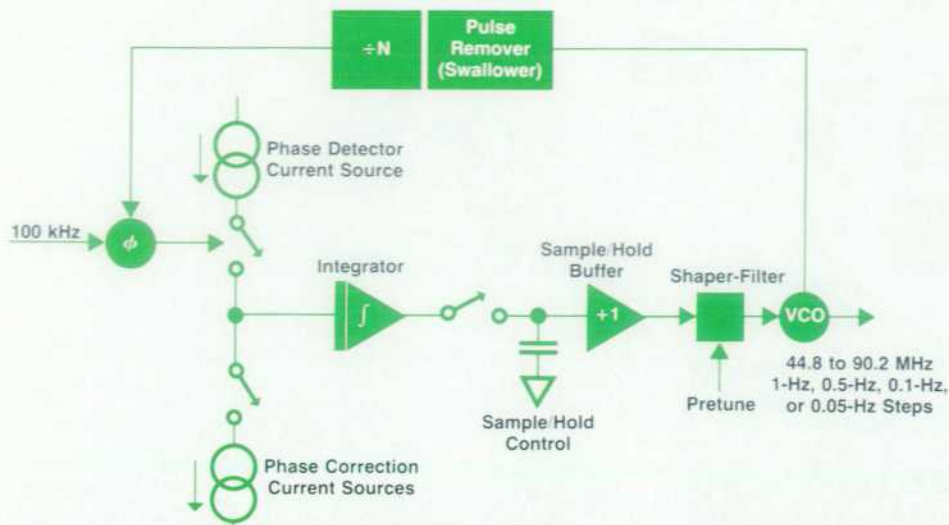 ÷N
Pulse
Remover
(Swallower)
Phase Detector
Current Source
100 kHz
ϕ
Integrator
∫
Sample/Hold
Buffer
+1
Shaper-Filter
VCO
44.8 to 90.2 MHz
1-Hz, 0.5-Hz, 0.1-Hz,
or 0.05-Hz Steps
Pretune
Sample/Hold
Control
Phase Correction
Current Sources